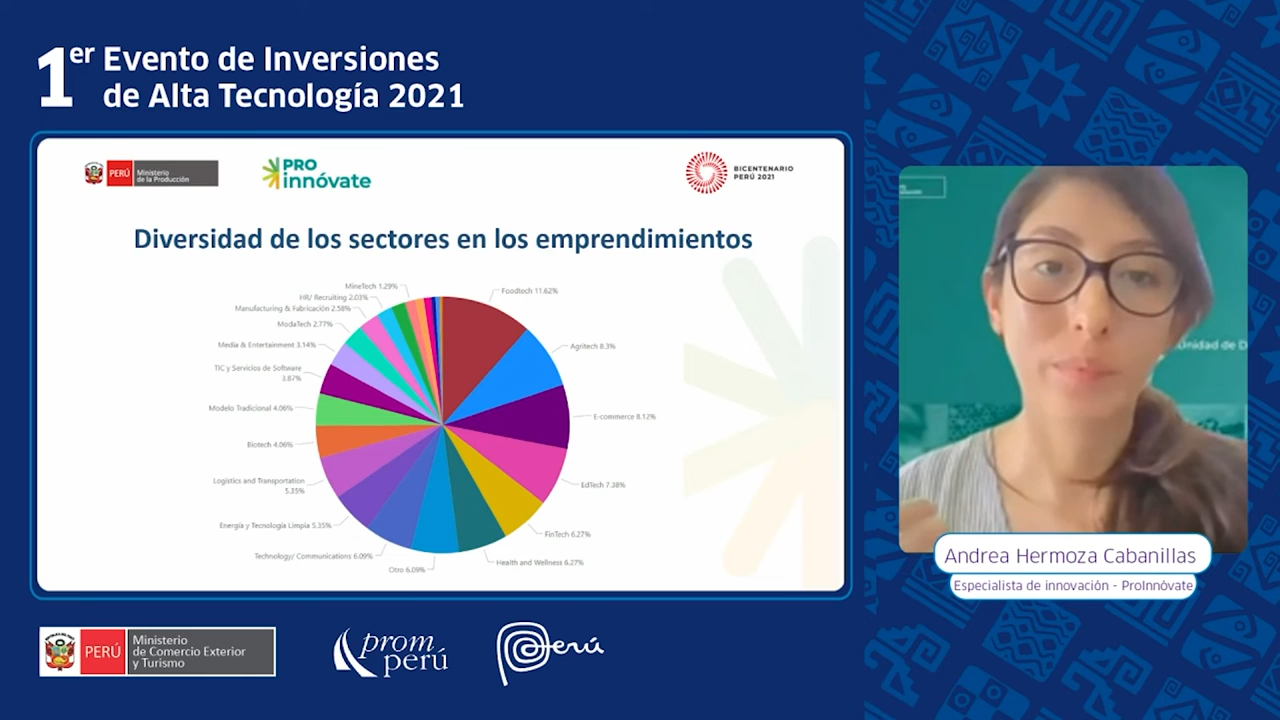 1er Evento de Inversiones
de Alta Tecnología 2021
PERÚ
Ministerio
de la Producción
PRO
innóvate
BICENTENARIO
PERÚ 2021
Diversidad de los sectores en los emprendimientos
MineTech 1.29%
HR/ Recruiting 2.03%
Manufacturing & Fabricación 2.58%
ModaTech 2.77%
Media & Entertainment 3.14%
TIC y Servicios de Software
3.87%
Modelo Tradicional 4.06%
Biotech 4.06%
Logistics and Transportation
5.35%
Energía y Tecnología Limpia 5.35%
Technology/ Communications 6.09%
Otro 6.09%
Health and Wellness 6.27%
FinTech 6.27%
EdTech 7.38%
E-commerce 8.12%
Agritech 8.3%
Foodtech 11.62%
Unidad de D
Andrea Hermoza Cabanillas
Especialista de innovación - ProInnòvate
PERÚ
Ministerio
de Comercio Exterior
y Turismo
prom
perú
Perú